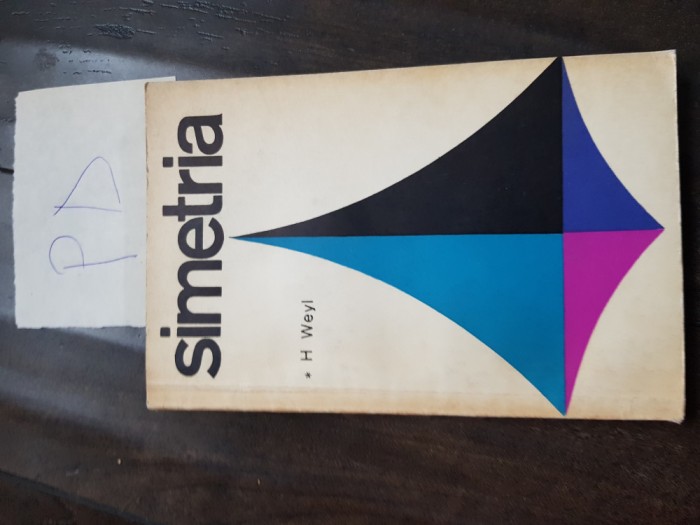 PD
simetria
* H Weyl